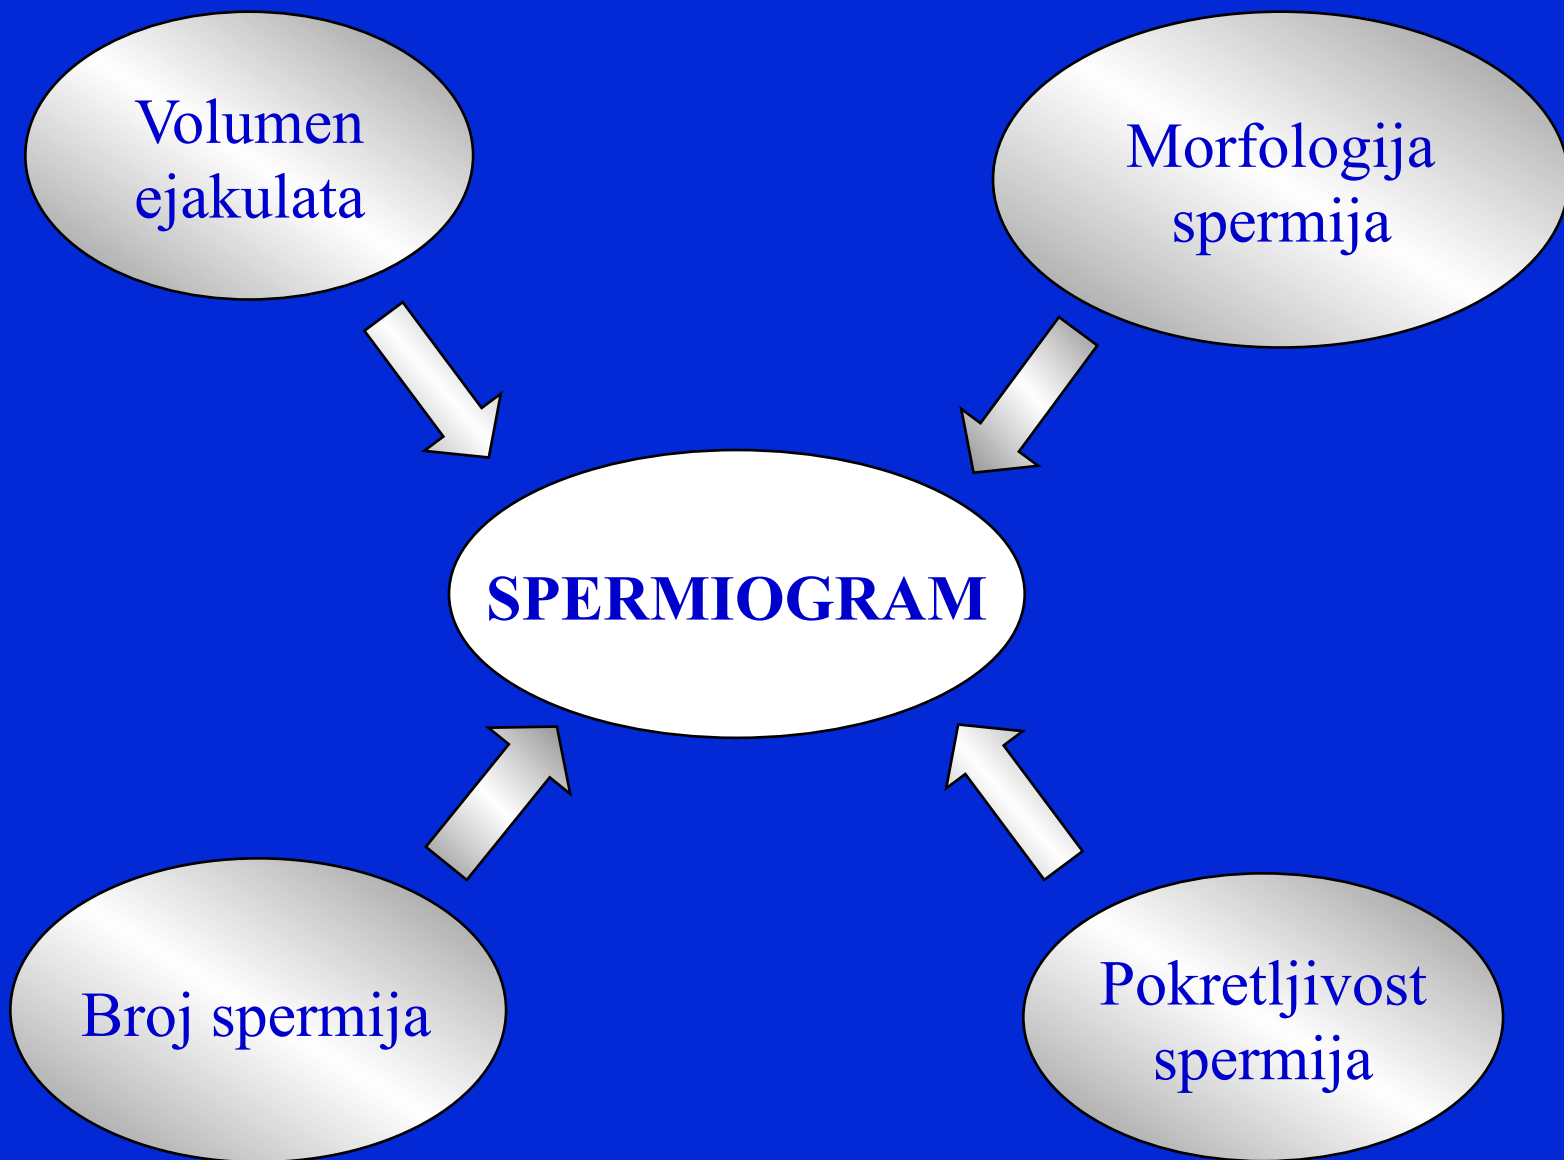 Volumen
ejakulata
Morfologija
spermija
SPERMIOGRAM
Broj spermija
Pokretljivost
spermija